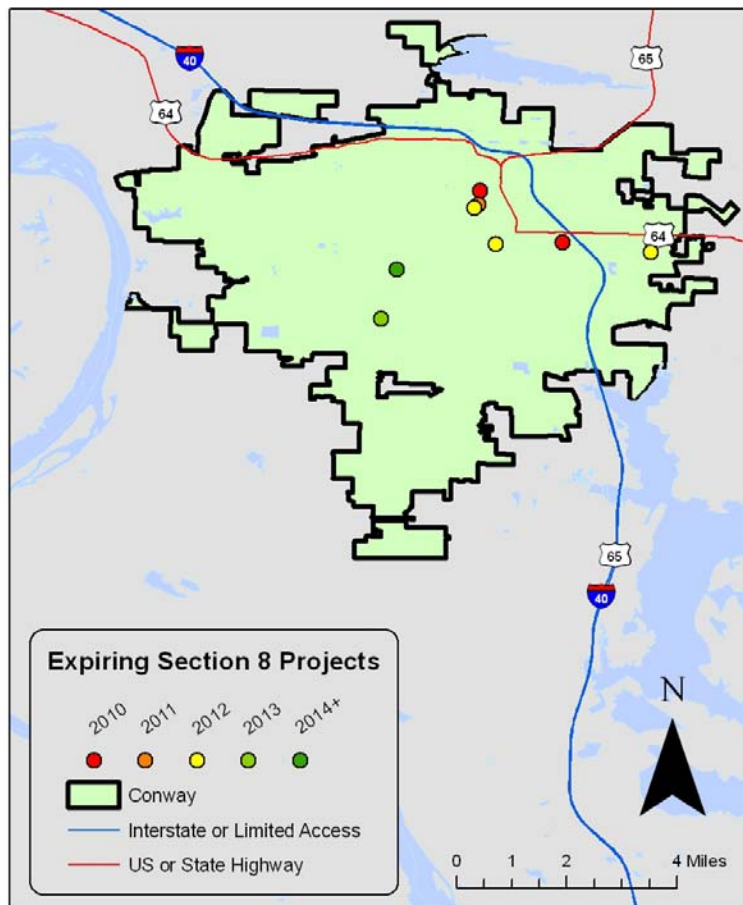 40
65
64
64
65
40
Expiring Section 8 Projects
2010 2011 2012 2013 2014+
Conway
Interstate or Limited Access
US or State Highway
N
0 1 2 4 Miles